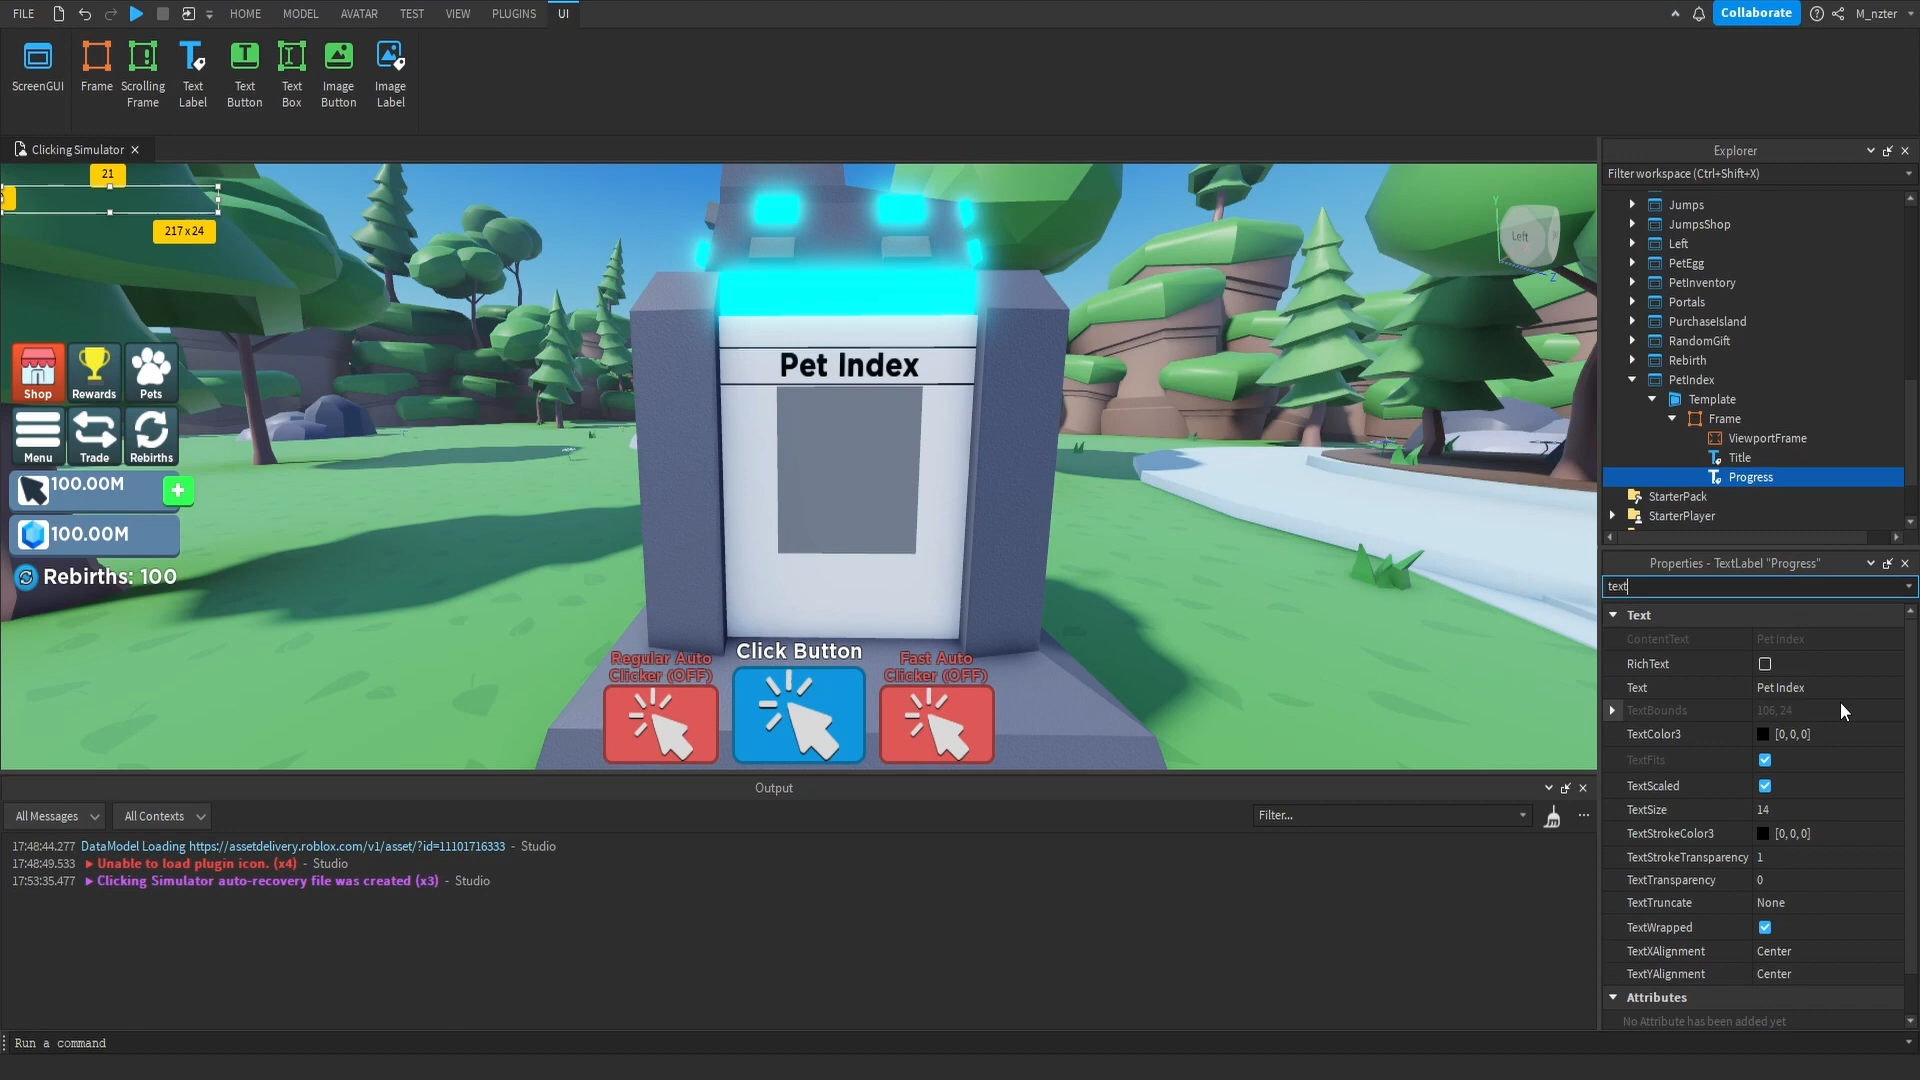 FILE HOME MODEL AVATAR TEST VIEW PLUGINS UI Collaborate M_nzter
ScreenGUI Frame Scrolling Frame Text Label Text Button Text Box Image Button Image Label
Clicking Simulator
21
217 x 24
Pet Index
Left
Y
Z
Shop Rewards Pets
Menu Trade Rebirths
100.00M
+
100.00M
Rebirths: 100
Regular Auto
Clicker (OFF)
Click Button
Fast Auto
Clicker (OFF)
Explorer
Filter workspace (Ctrl+Shift+X)
Jumps
JumpsShop
Left
PetEgg
PetInventory
Portals
PurchaseIsland
RandomGift
Rebirth
PetIndex
Template
Frame
ViewportFrame
Title
Progress
StarterPack
StarterPlayer
Properties - TextLabel "Progress"
text
Text
ContentText Pet Index
RichText
Text Pet Index
TextBounds 106, 24
TextColor3 [0, 0, 0]
TextFits
TextScaled
TextSize 14
TextStrokeColor3 [0, 0, 0]
TextStrokeTransparency 1
TextTransparency 0
TextTruncate None
TextWrapped
TextXAlignment Center
TextYAlignment Center
Attributes
No Attribute has been added yet
Output
All Messages All Contexts Filter...
17:48:44.277 DataModel Loading https://assetdelivery.roblox.com/v1/asset/?id=11101716333 - Studio
17:48:49.533 Unable to load plugin icon. (x4) - Studio
17:53:35.477 Clicking Simulator auto-recovery file was created (x3) - Studio
Run a command